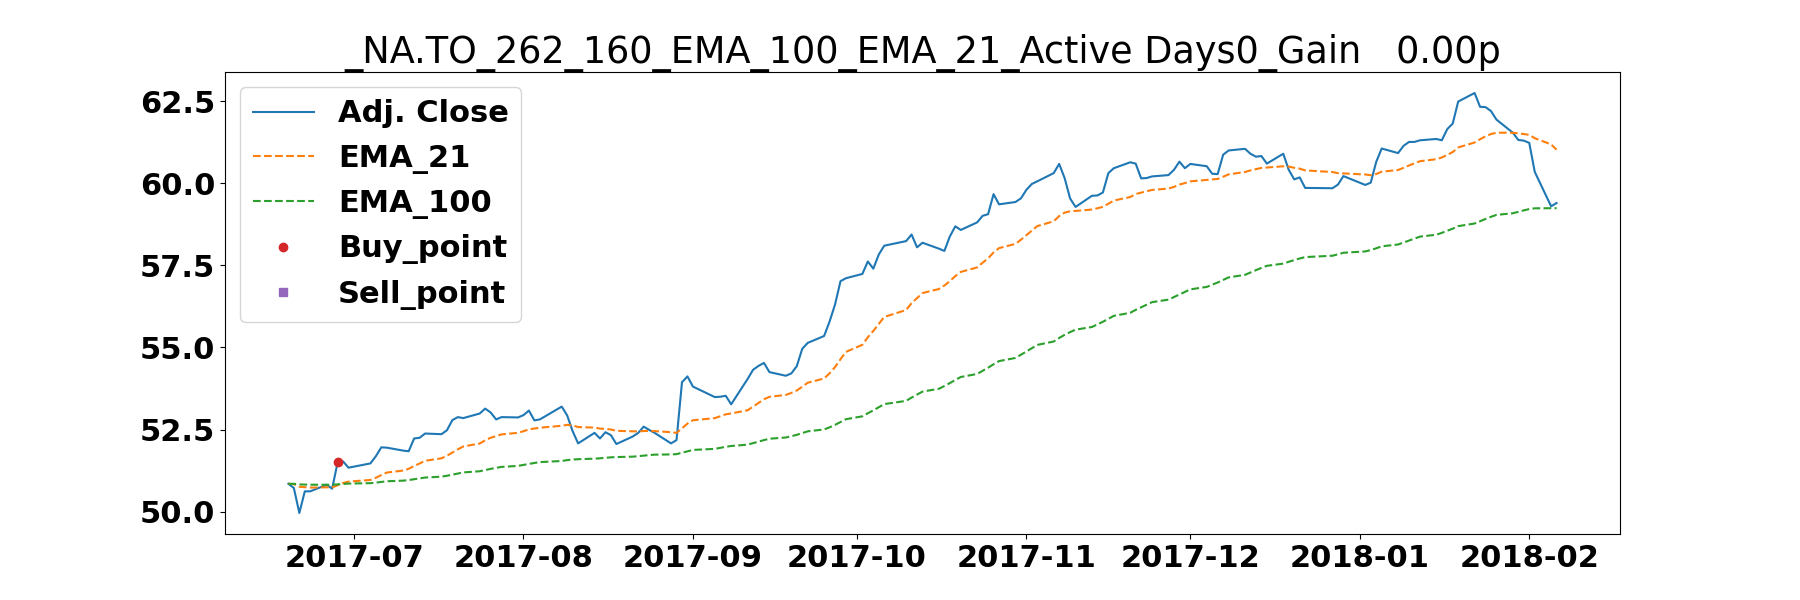 _NA.TO_262_160_EMA_100_EMA_21_Active Days0_Gain   0.00p
62.5
60.0
57.5
55.0
52.5
50.0
Adj. Close
EMA_21
EMA_100
Buy_point
Sell_point
2017-07 2017-08 2017-09 2017-10 2017-11 2017-12 2018-01 2018-02